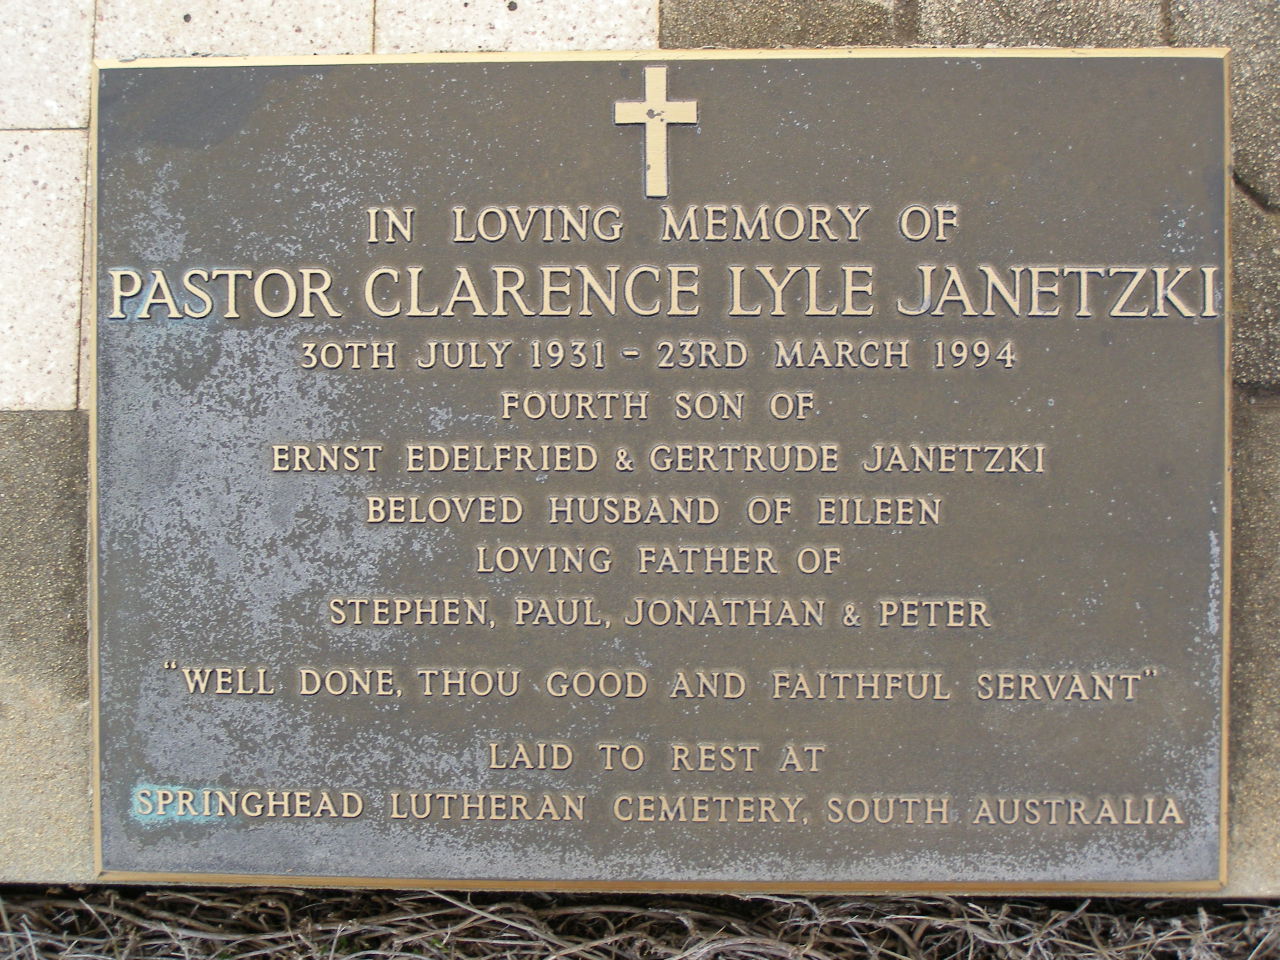 IN LOVING MEMORY OF
PASTOR CLARENCE LYLE JANETZKI
30TH JULY 1931 - 23RD MARCH 1994
FOURTH SON OF
ERNST EDELFRIED & GERTRUDE JANETZKI
BELOVED HUSBAND OF EILEEN
LOVING FATHER OF
STEPHEN, PAUL, JONATHAN & PETER
"WELL DONE, THOU GOOD AND FAITHFUL SERVANT"
LAID TO REST AT
SPRINGHEAD LUTHERAN CEMETERY, SOUTH AUSTRALIA